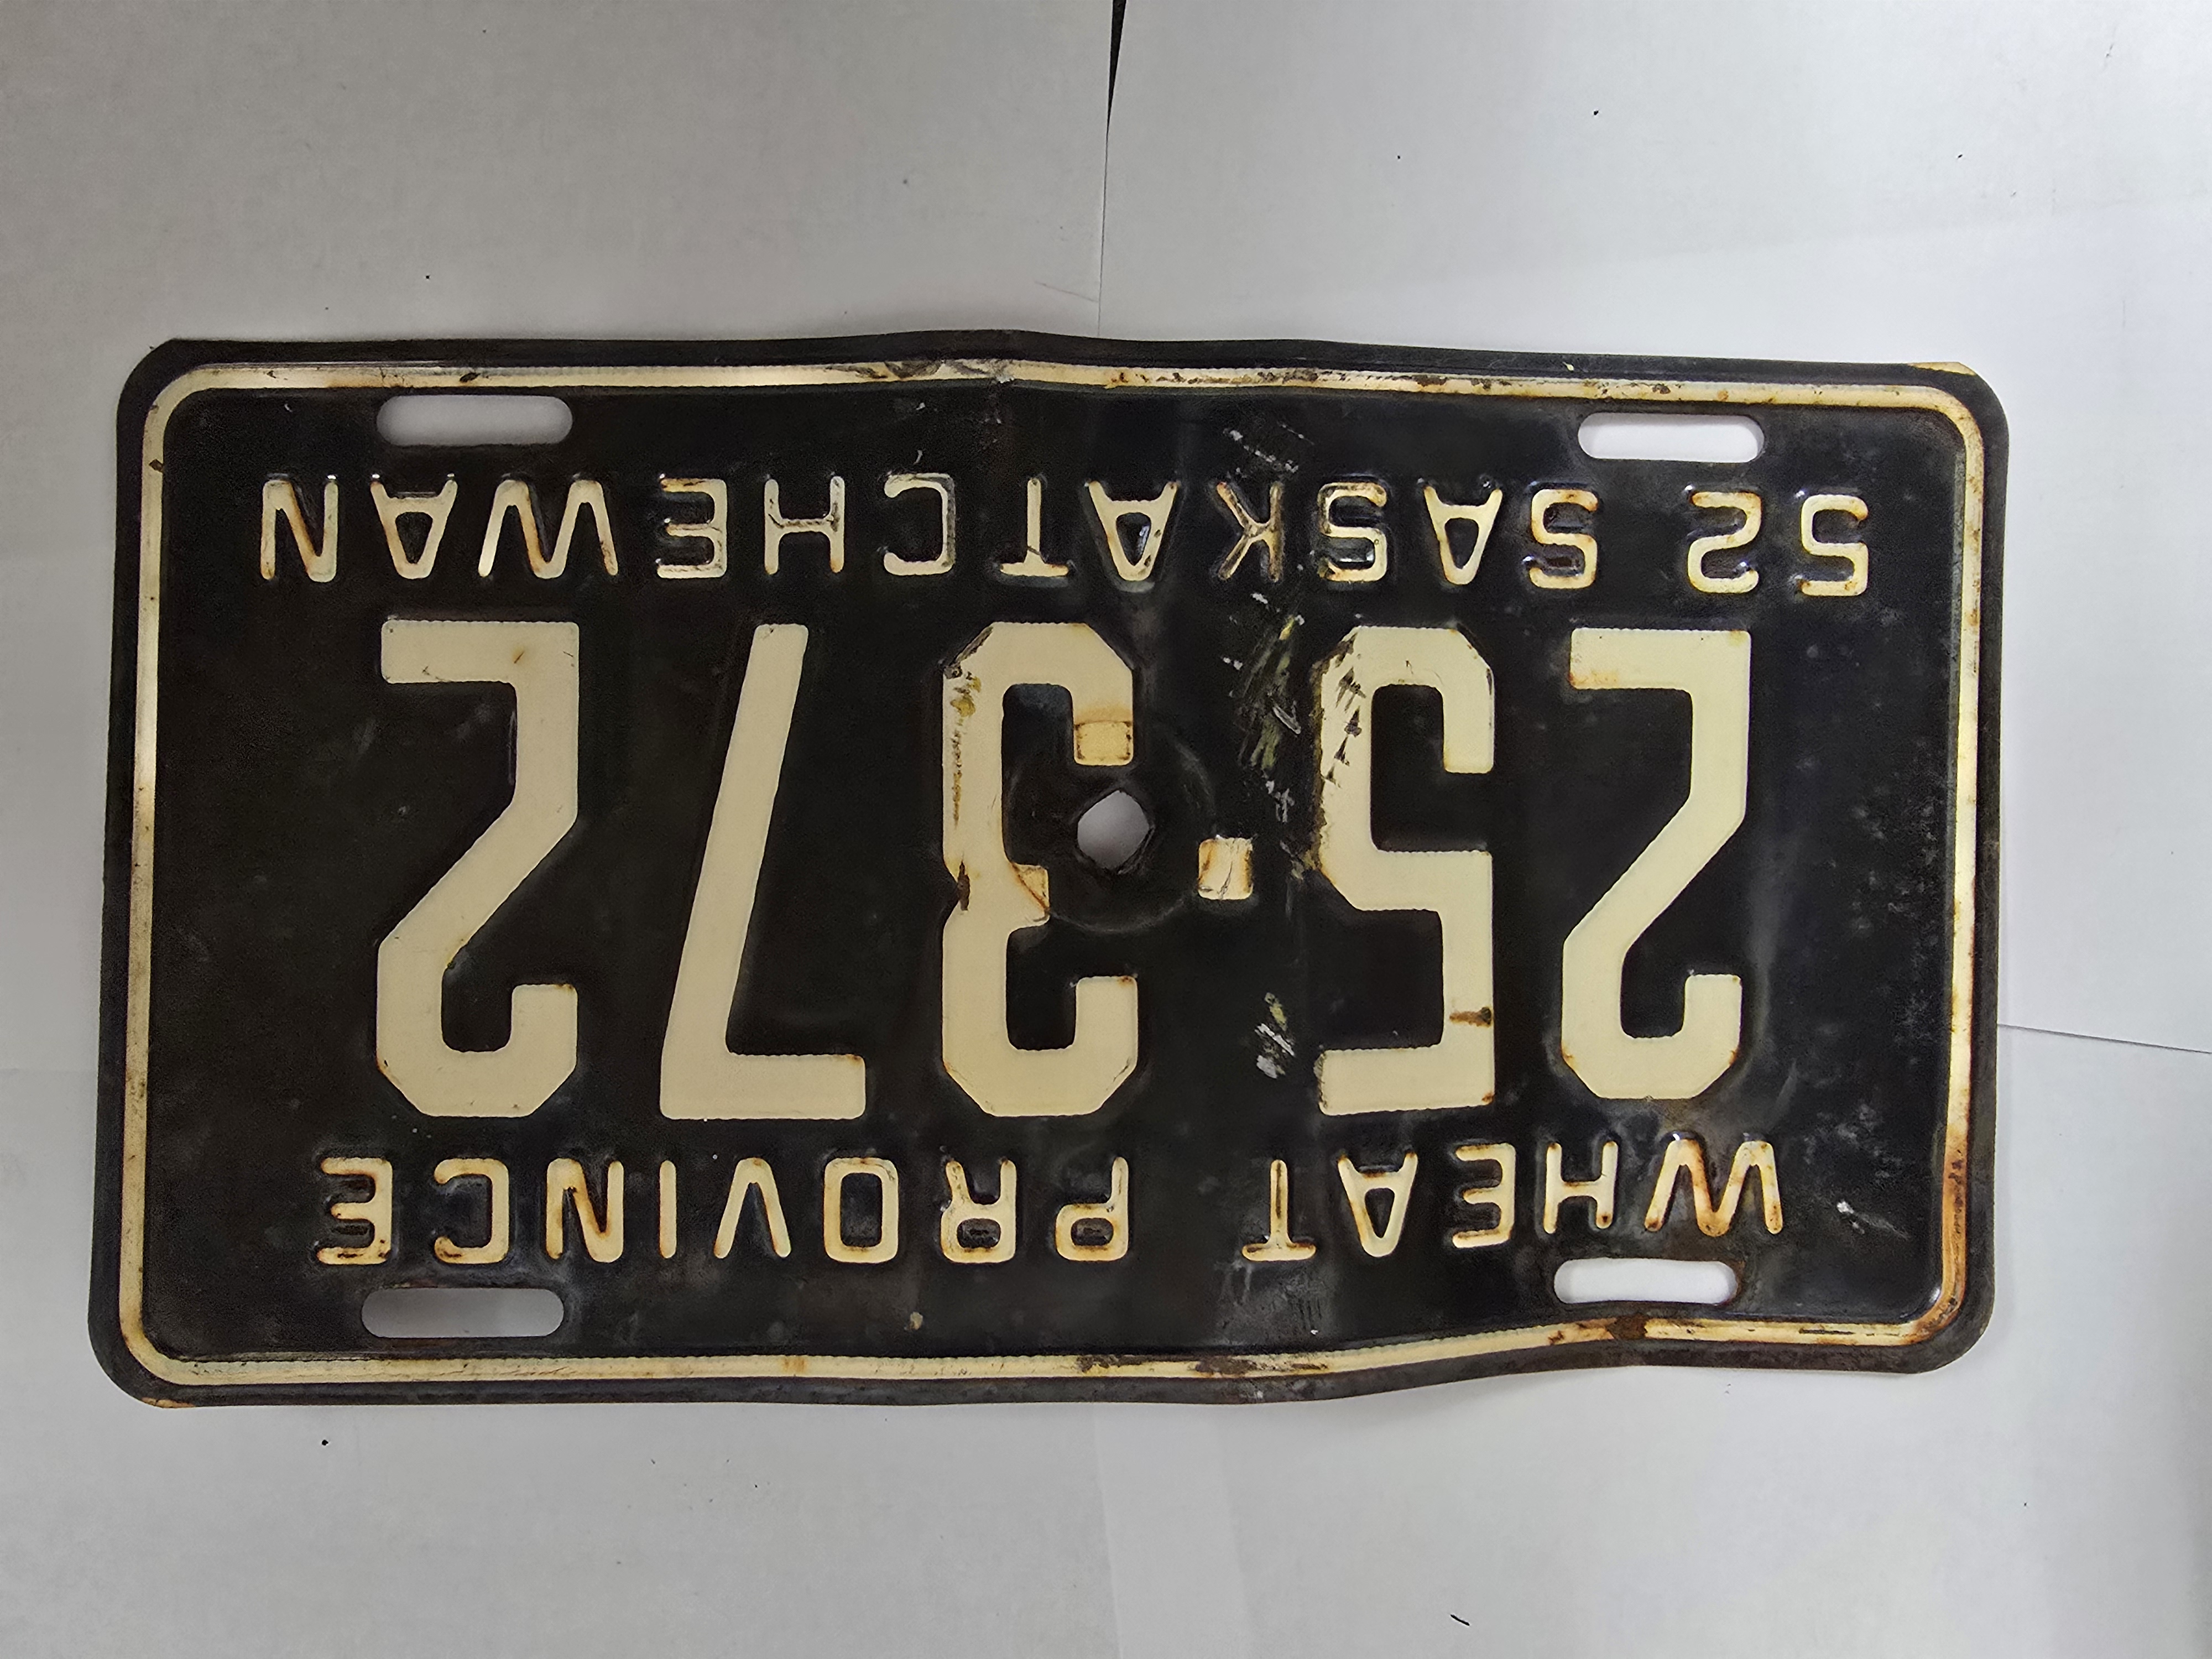 WHEAT PROVINCE
25-372
52 SASKATCHEWAN